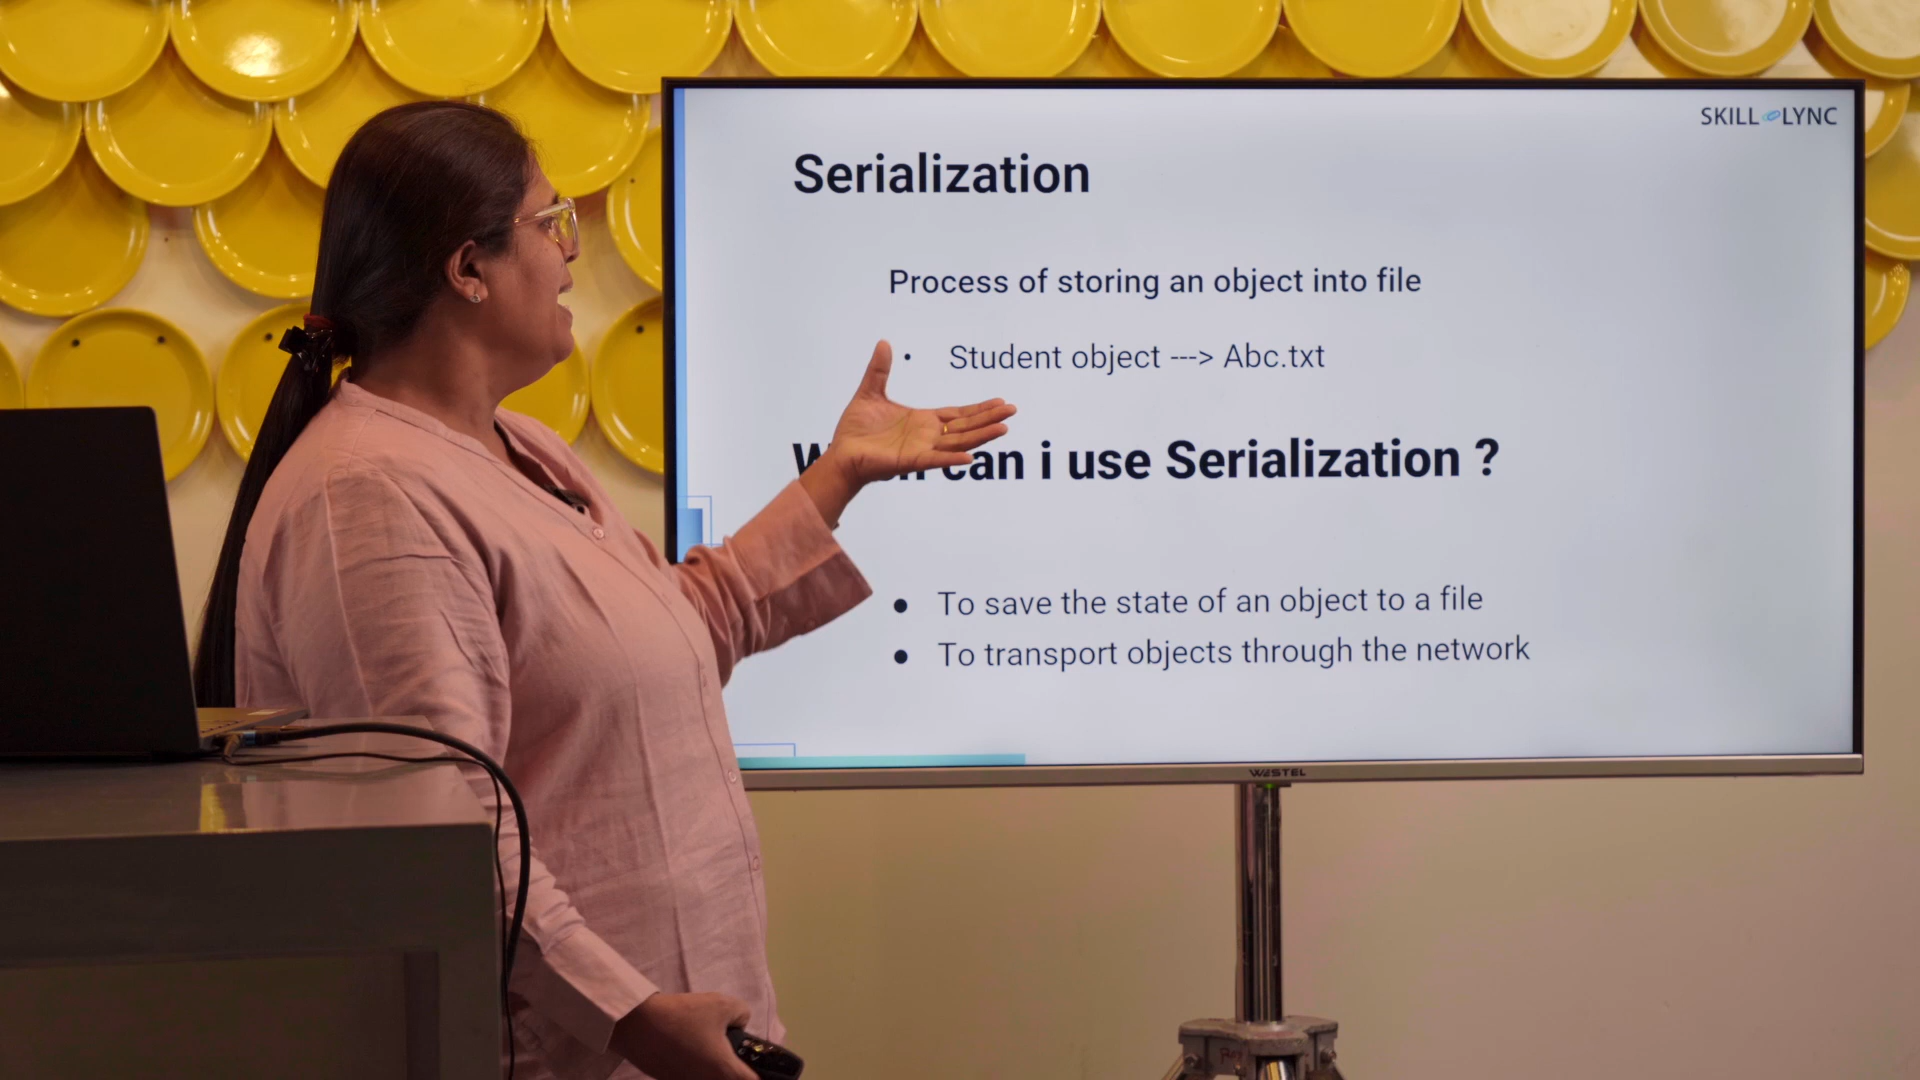 SKILL LYNC
Serialization
Process of storing an object into file
• Student object ---> Abc.txt
can i use Serialization ?
● To save the state of an object to a file
● To transport objects through the network
WESTEL